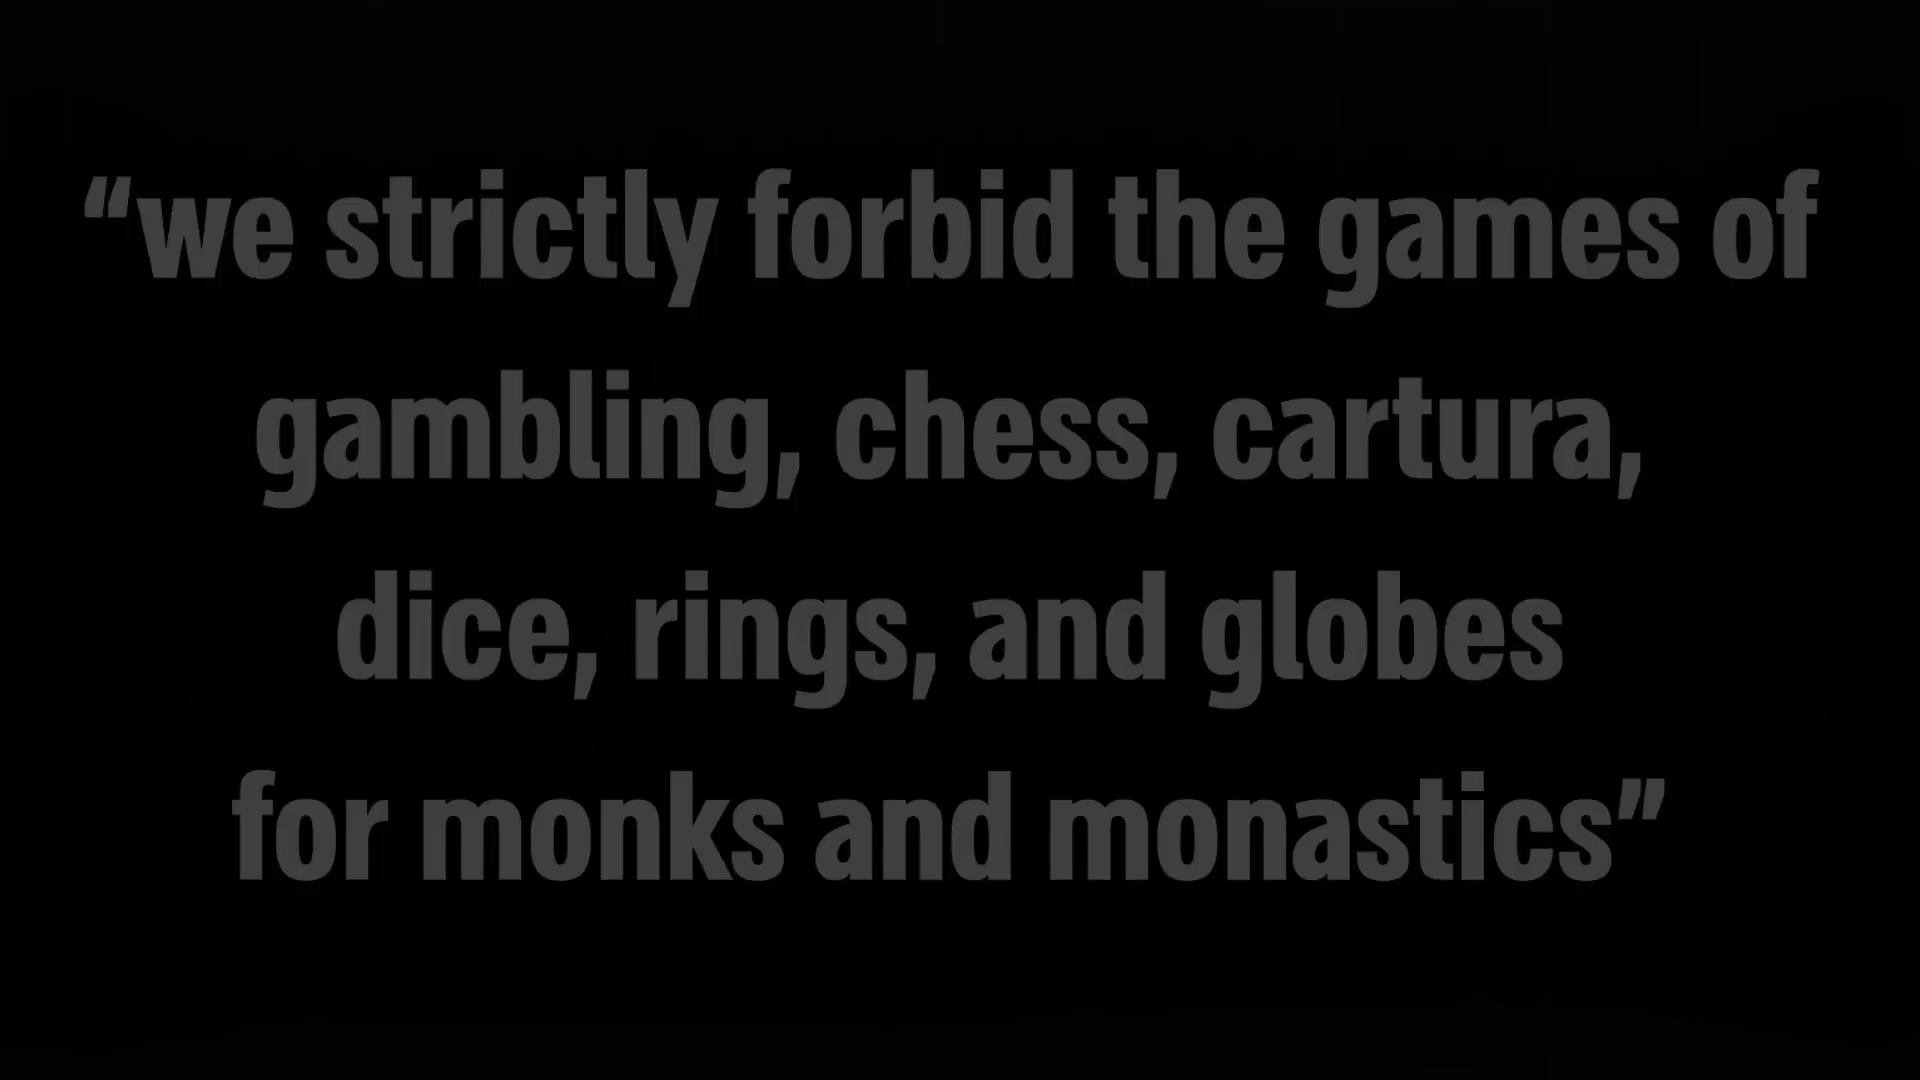 “we strictly forbid the games of
gambling, chess, cartura,
dice, rings, and globes
for monks and monastics”